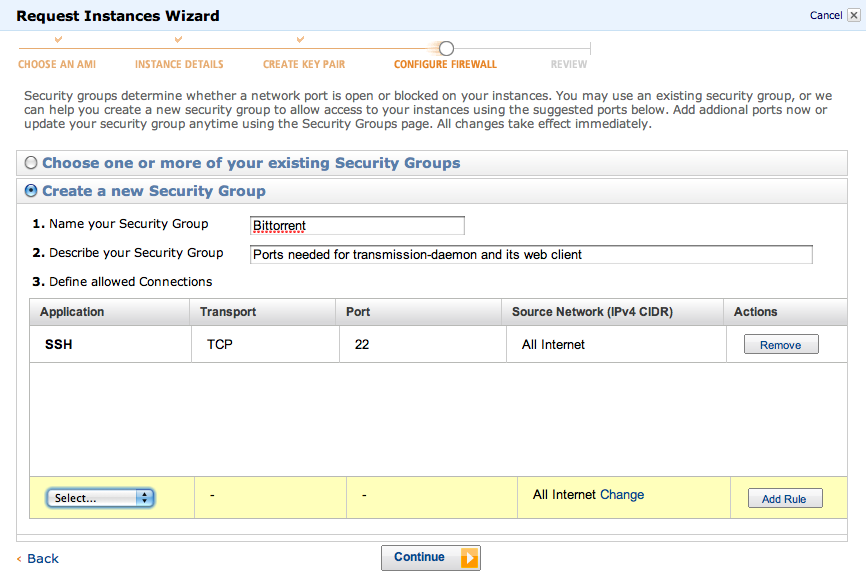 Request Instances Wizard
Cancel
CHOOSE AN AMI INSTANCE DETAILS CREATE KEY PAIR CONFIGURE FIREWALL REVIEW
Security groups determine whether a network port is open or blocked on your instances. You may use an existing security group, or we
can help you create a new security group to allow access to your instances using the suggested ports below. Add addional ports now or
update your security group anytime using the Security Groups page. All changes take effect immediately.
Choose one or more of your existing Security Groups
Create a new Security Group
1. Name your Security Group Bittorrent
2. Describe your Security Group Ports needed for transmission-daemon and its web client
3. Define allowed Connections
Application Transport Port Source Network (IPv4 CIDR) Actions
SSH TCP 22 All Internet Remove
Select... - - All Internet Change Add Rule
‹ Back Continue